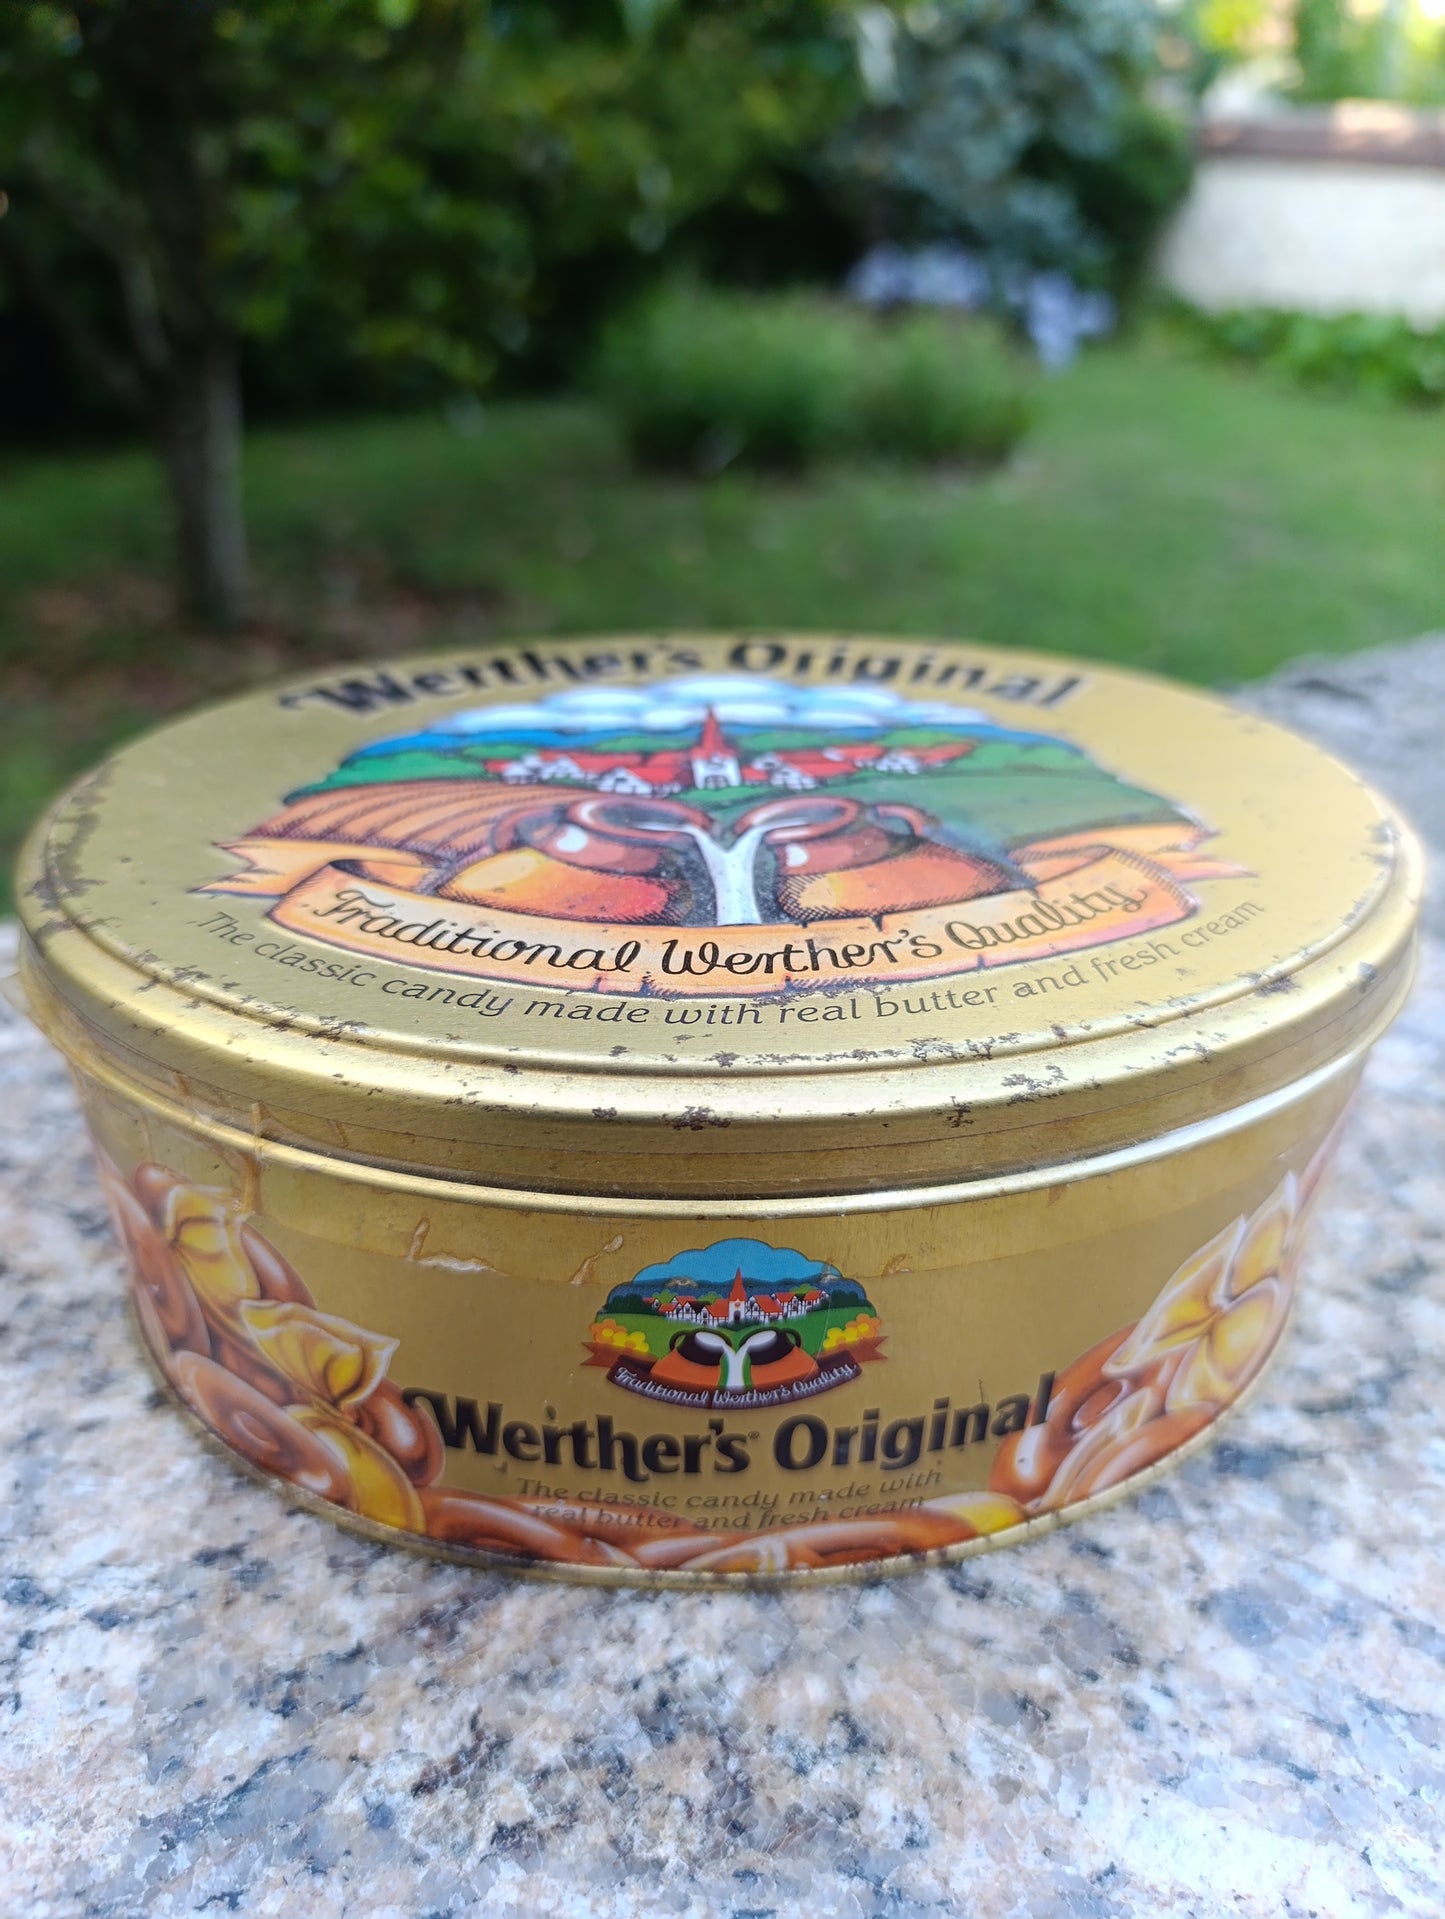 Werther's Original
Traditional Werther's Quality
The classic candy made with real butter and fresh cream
Traditional Werther's Quality
Werther's® Original
The classic candy made with
real butter and fresh cream